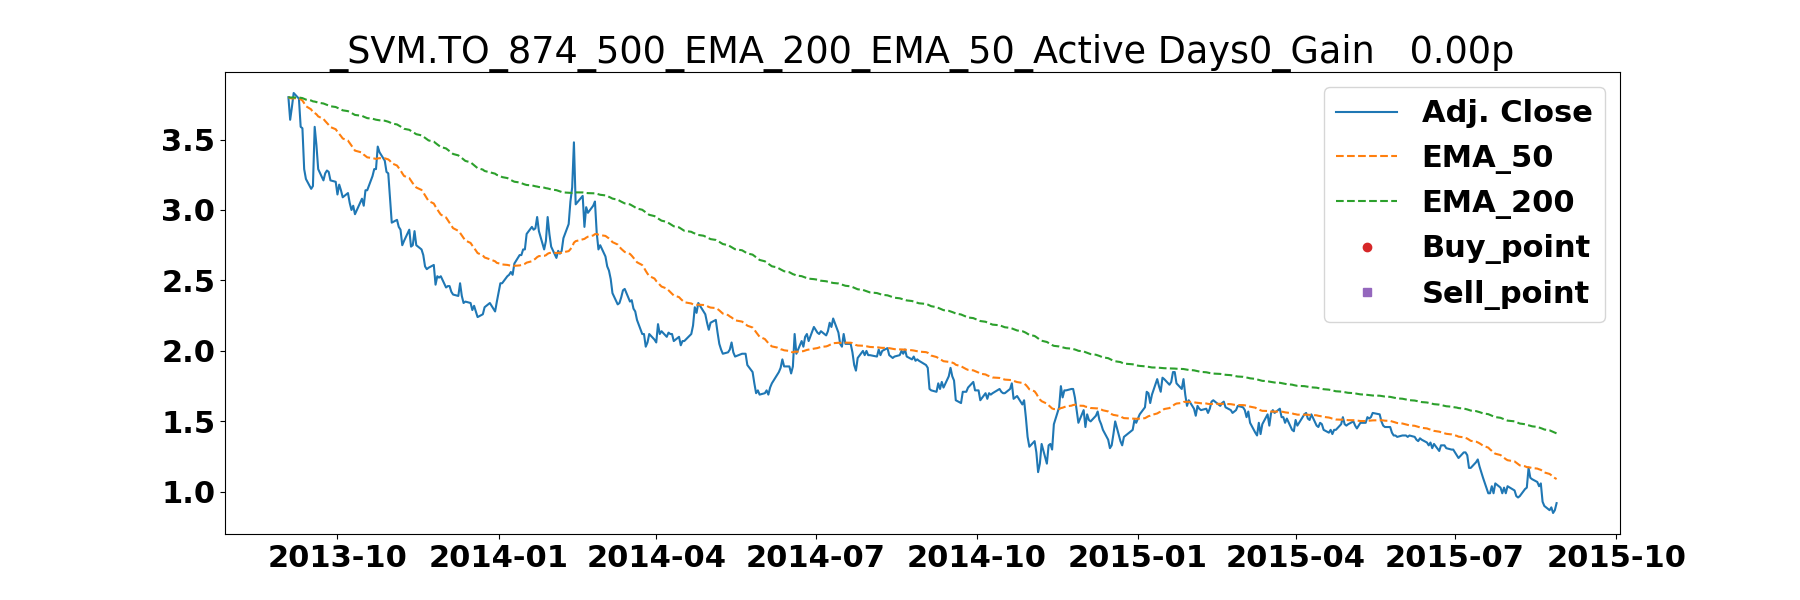 _SVM.TO_874_500_EMA_200_EMA_50_Active Days0_Gain   0.00p
Adj. Close
EMA_50
EMA_200
Buy_point
Sell_point
3.5
3.0
2.5
2.0
1.5
1.0
2013-10 2014-01 2014-04 2014-07 2014-10 2015-01 2015-04 2015-07 2015-10